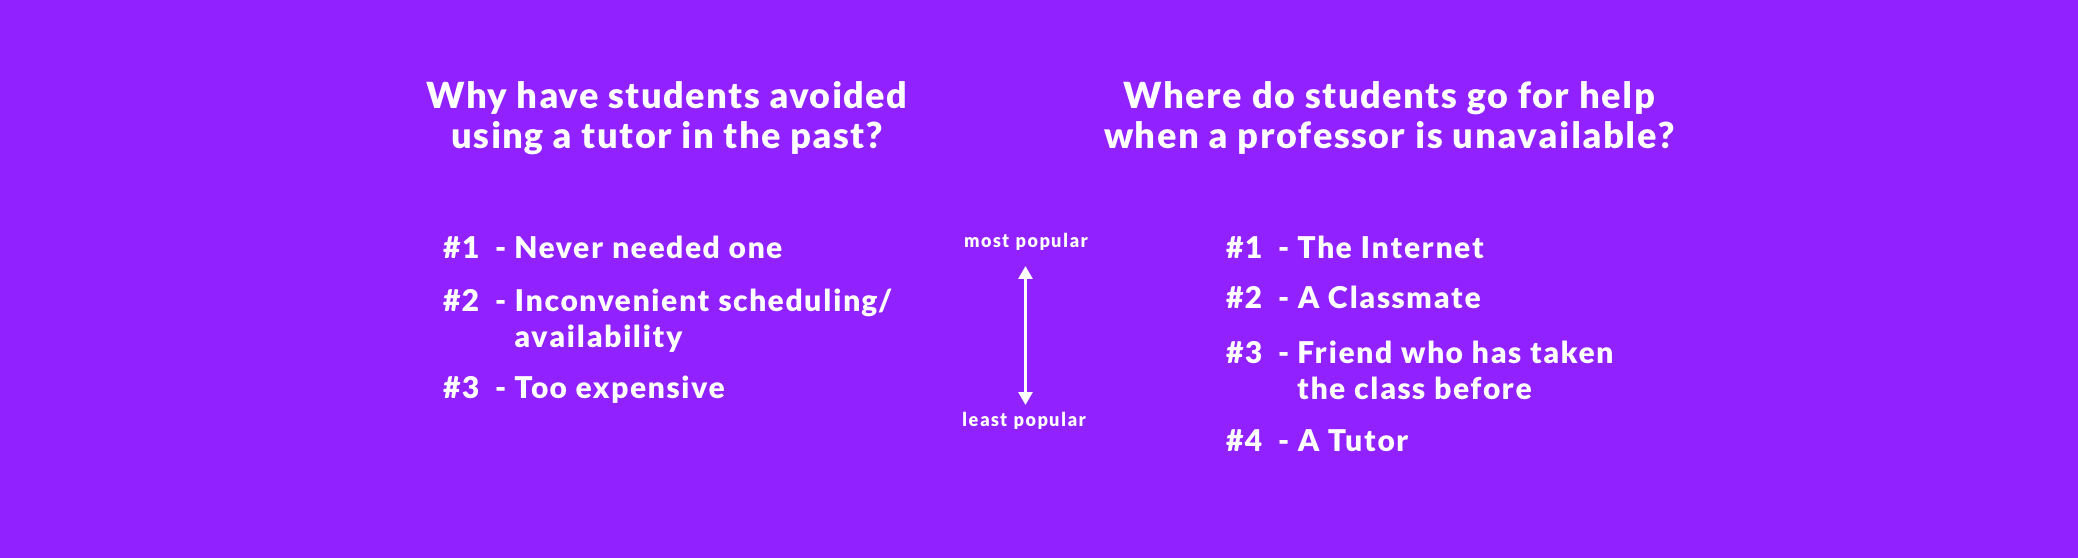 Why have students avoided
using a tutor in the past?
#1 - Never needed one
#2 - Inconvenient scheduling/
availability
#3 - Too expensive
most popular
least popular
Where do students go for help
when a professor is unavailable?
#1 - The Internet
#2 - A Classmate
#3 - Friend who has taken
the class before
#4 - A Tutor